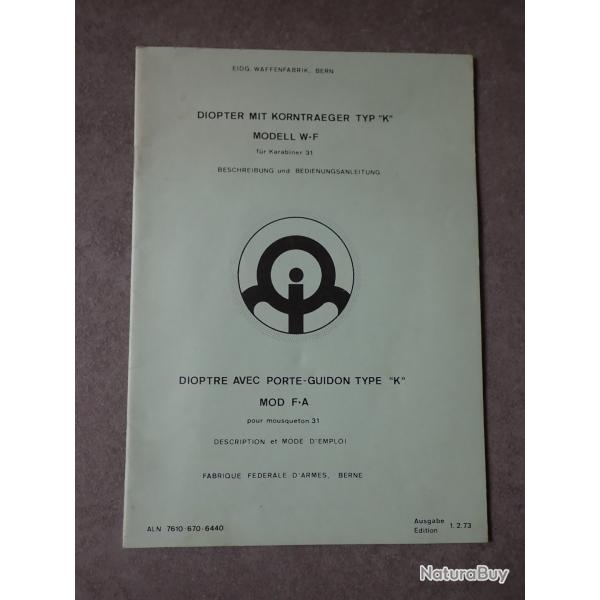 EIDG. WAFFENFABRIK, BERN
DIOPTER MIT KORNTRAEGER TYP "K"
MODELL W-F
für Karabiner 31
BESCHREIBUNG und BEDIENUNGSANLEITUNG
DIOPTRE AVEC PORTE-GUIDON TYPE "K"
MOD F-A
pour mousqueton 31
DESCRIPTION et MODE D'EMPLOI
FABRIQUE FEDERALE D'ARMES, BERNE
ALN 7610-670-6440
Ausgabe
Edition 1.2.73
NaturaBuy